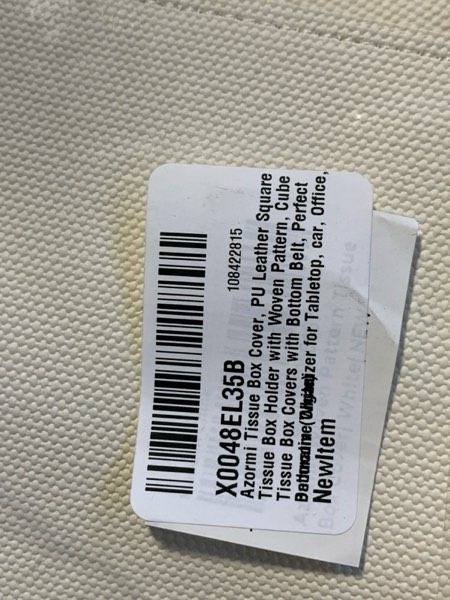 108422815
X0048EL35B
Azormi Tissue Box Cover, PU Leather Square
Tissue Box Holder with Woven Pattern, Cube
Tissue Box Covers with Bottom Belt, Perfect
for Tabletop, car, Office,
NewItem